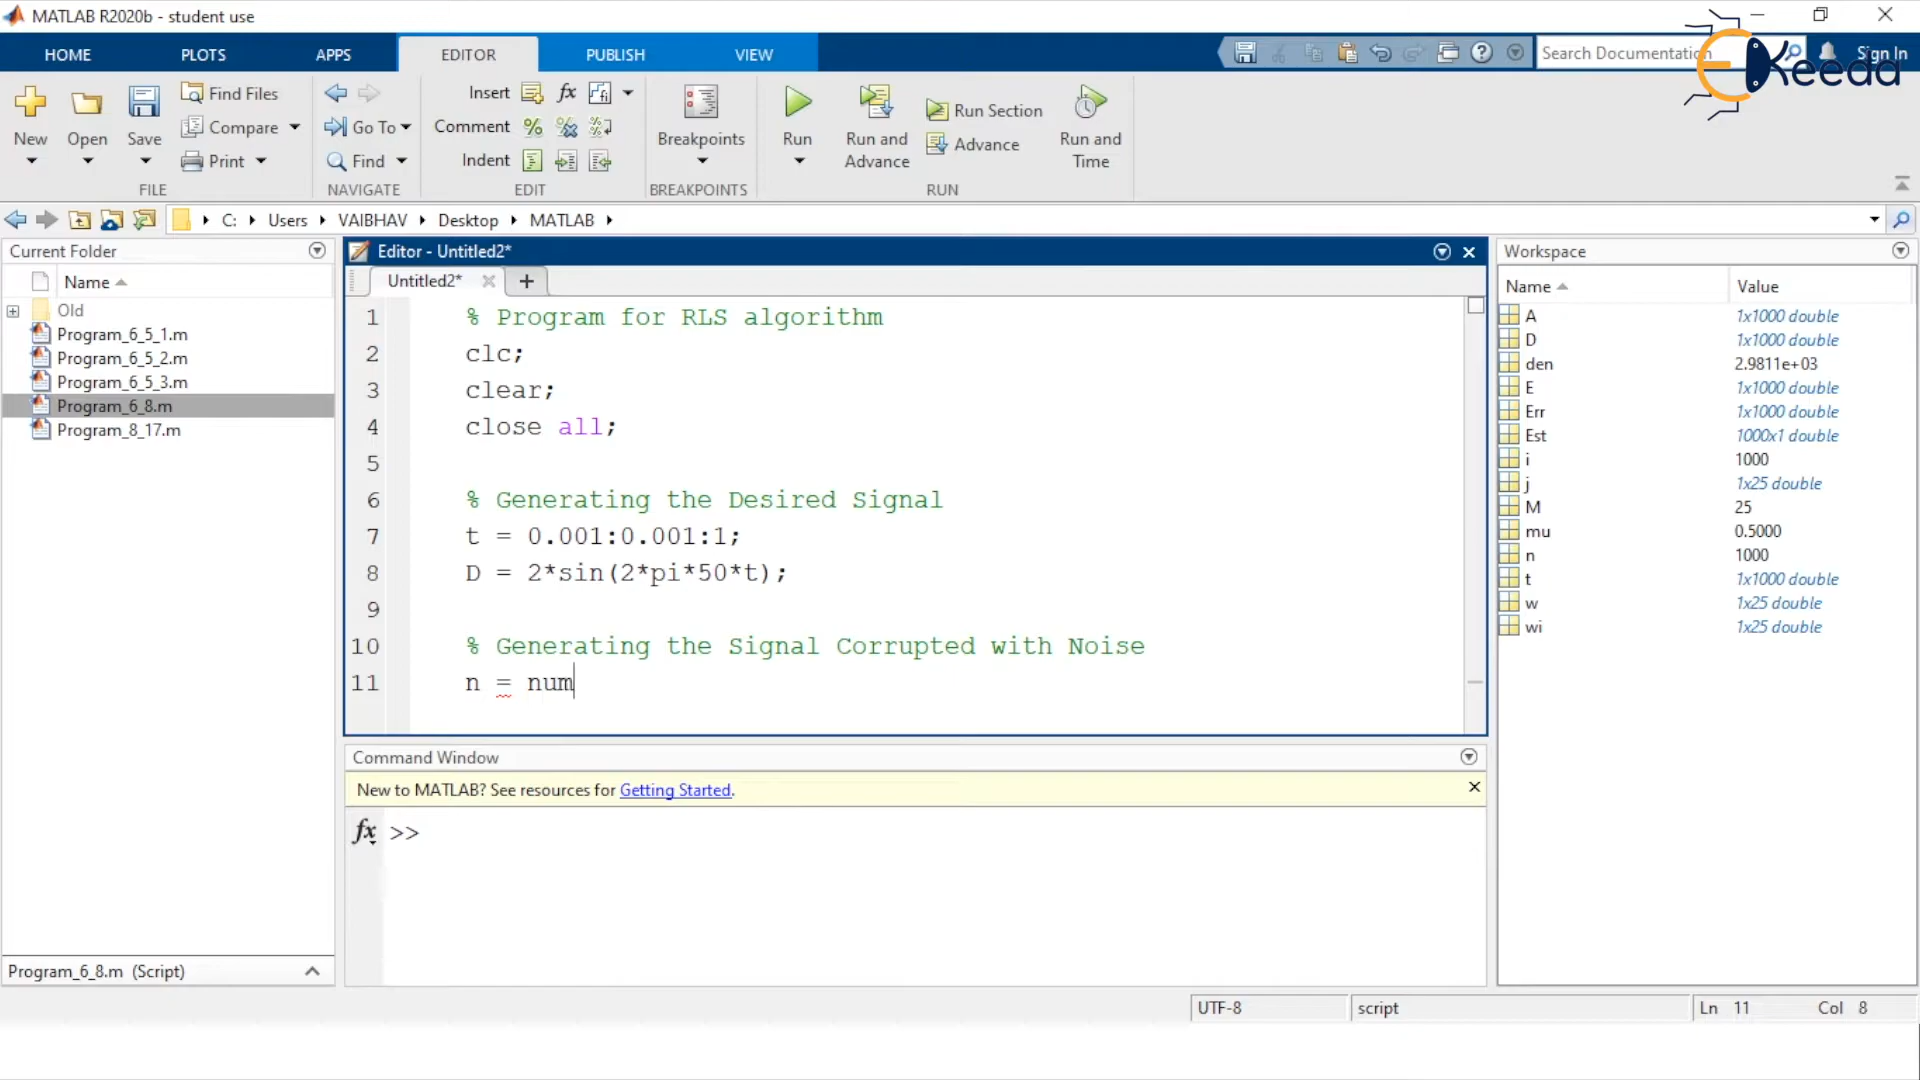 MATLAB R2020b - student use
HOME PLOTS APPS EDITOR PUBLISH VIEW
Search Documentation
Sign In
EKeeda
New
Open
Save
Find Files
Compare
Print
FILE
Go To
Find
NAVIGATE
Insert
Comment
Indent
EDIT
Breakpoints
BREAKPOINTS
Run
Run and Advance
Run Section
Advance
Run and Time
RUN
C: Users VAIBHAV Desktop MATLAB
Current Folder
Name
Old
Program_6_5_1.m
Program_6_5_2.m
Program_6_5_3.m
Program_6_8.m
Program_8_17.m
Program_6_8.m (Script)
Editor - Untitled2*
Untitled2*
1 % Program for RLS algorithm
2 clc;
3 clear;
4 close all;
5
6 % Generating the Desired Signal
7 t = 0.001:0.001:1;
8 D = 2*sin(2*pi*50*t);
9
10 % Generating the Signal Corrupted with Noise
11 n = num
Command Window
New to MATLAB? See resources for Getting Started.
fx >>
Workspace
Name Value
A 1x1000 double
D 1x1000 double
den 2.9811e+03
E 1x1000 double
Err 1x1000 double
Est 1000x1 double
i 1000
j 1x25 double
M 25
mu 0.5000
n 1000
t 1x1000 double
w 1x25 double
wi 1x25 double
UTF-8 script Ln 11 Col 8